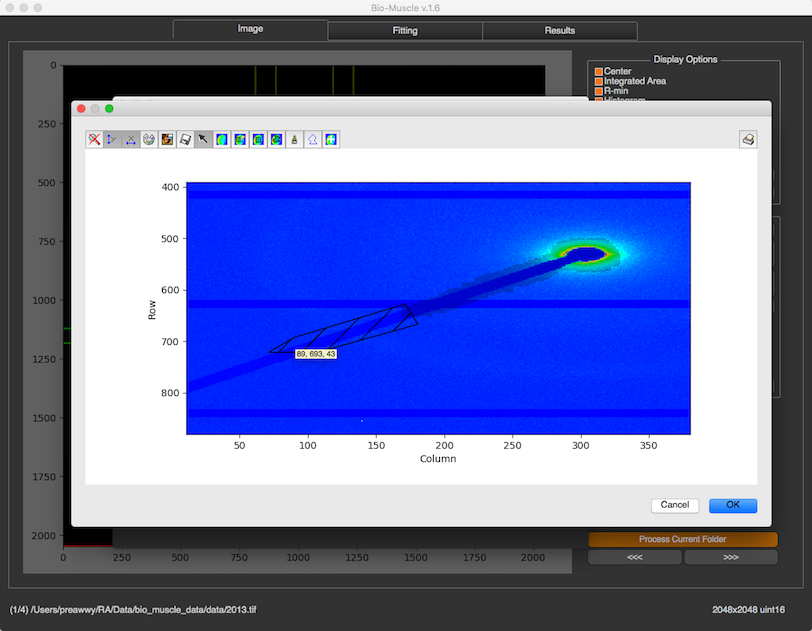 Bio-Muscle v.1.6
Image Fitting Results
Display Options
Center
Integrated Area
R-min
Histogram
0
250
500
750
1000
1250
1500
1750
2000
0 250 500 750 1000 1250 1500 1750 2000
400
500
600
700
800
Row
89, 693, 43
50 100 150 200 250 300 350
Column
Cancel OK
Process Current Folder
<<< >>>
(1/4) /Users/preawwy/RA/Data/bio_muscle_data/data/2013.tif 2048x2048 uint16